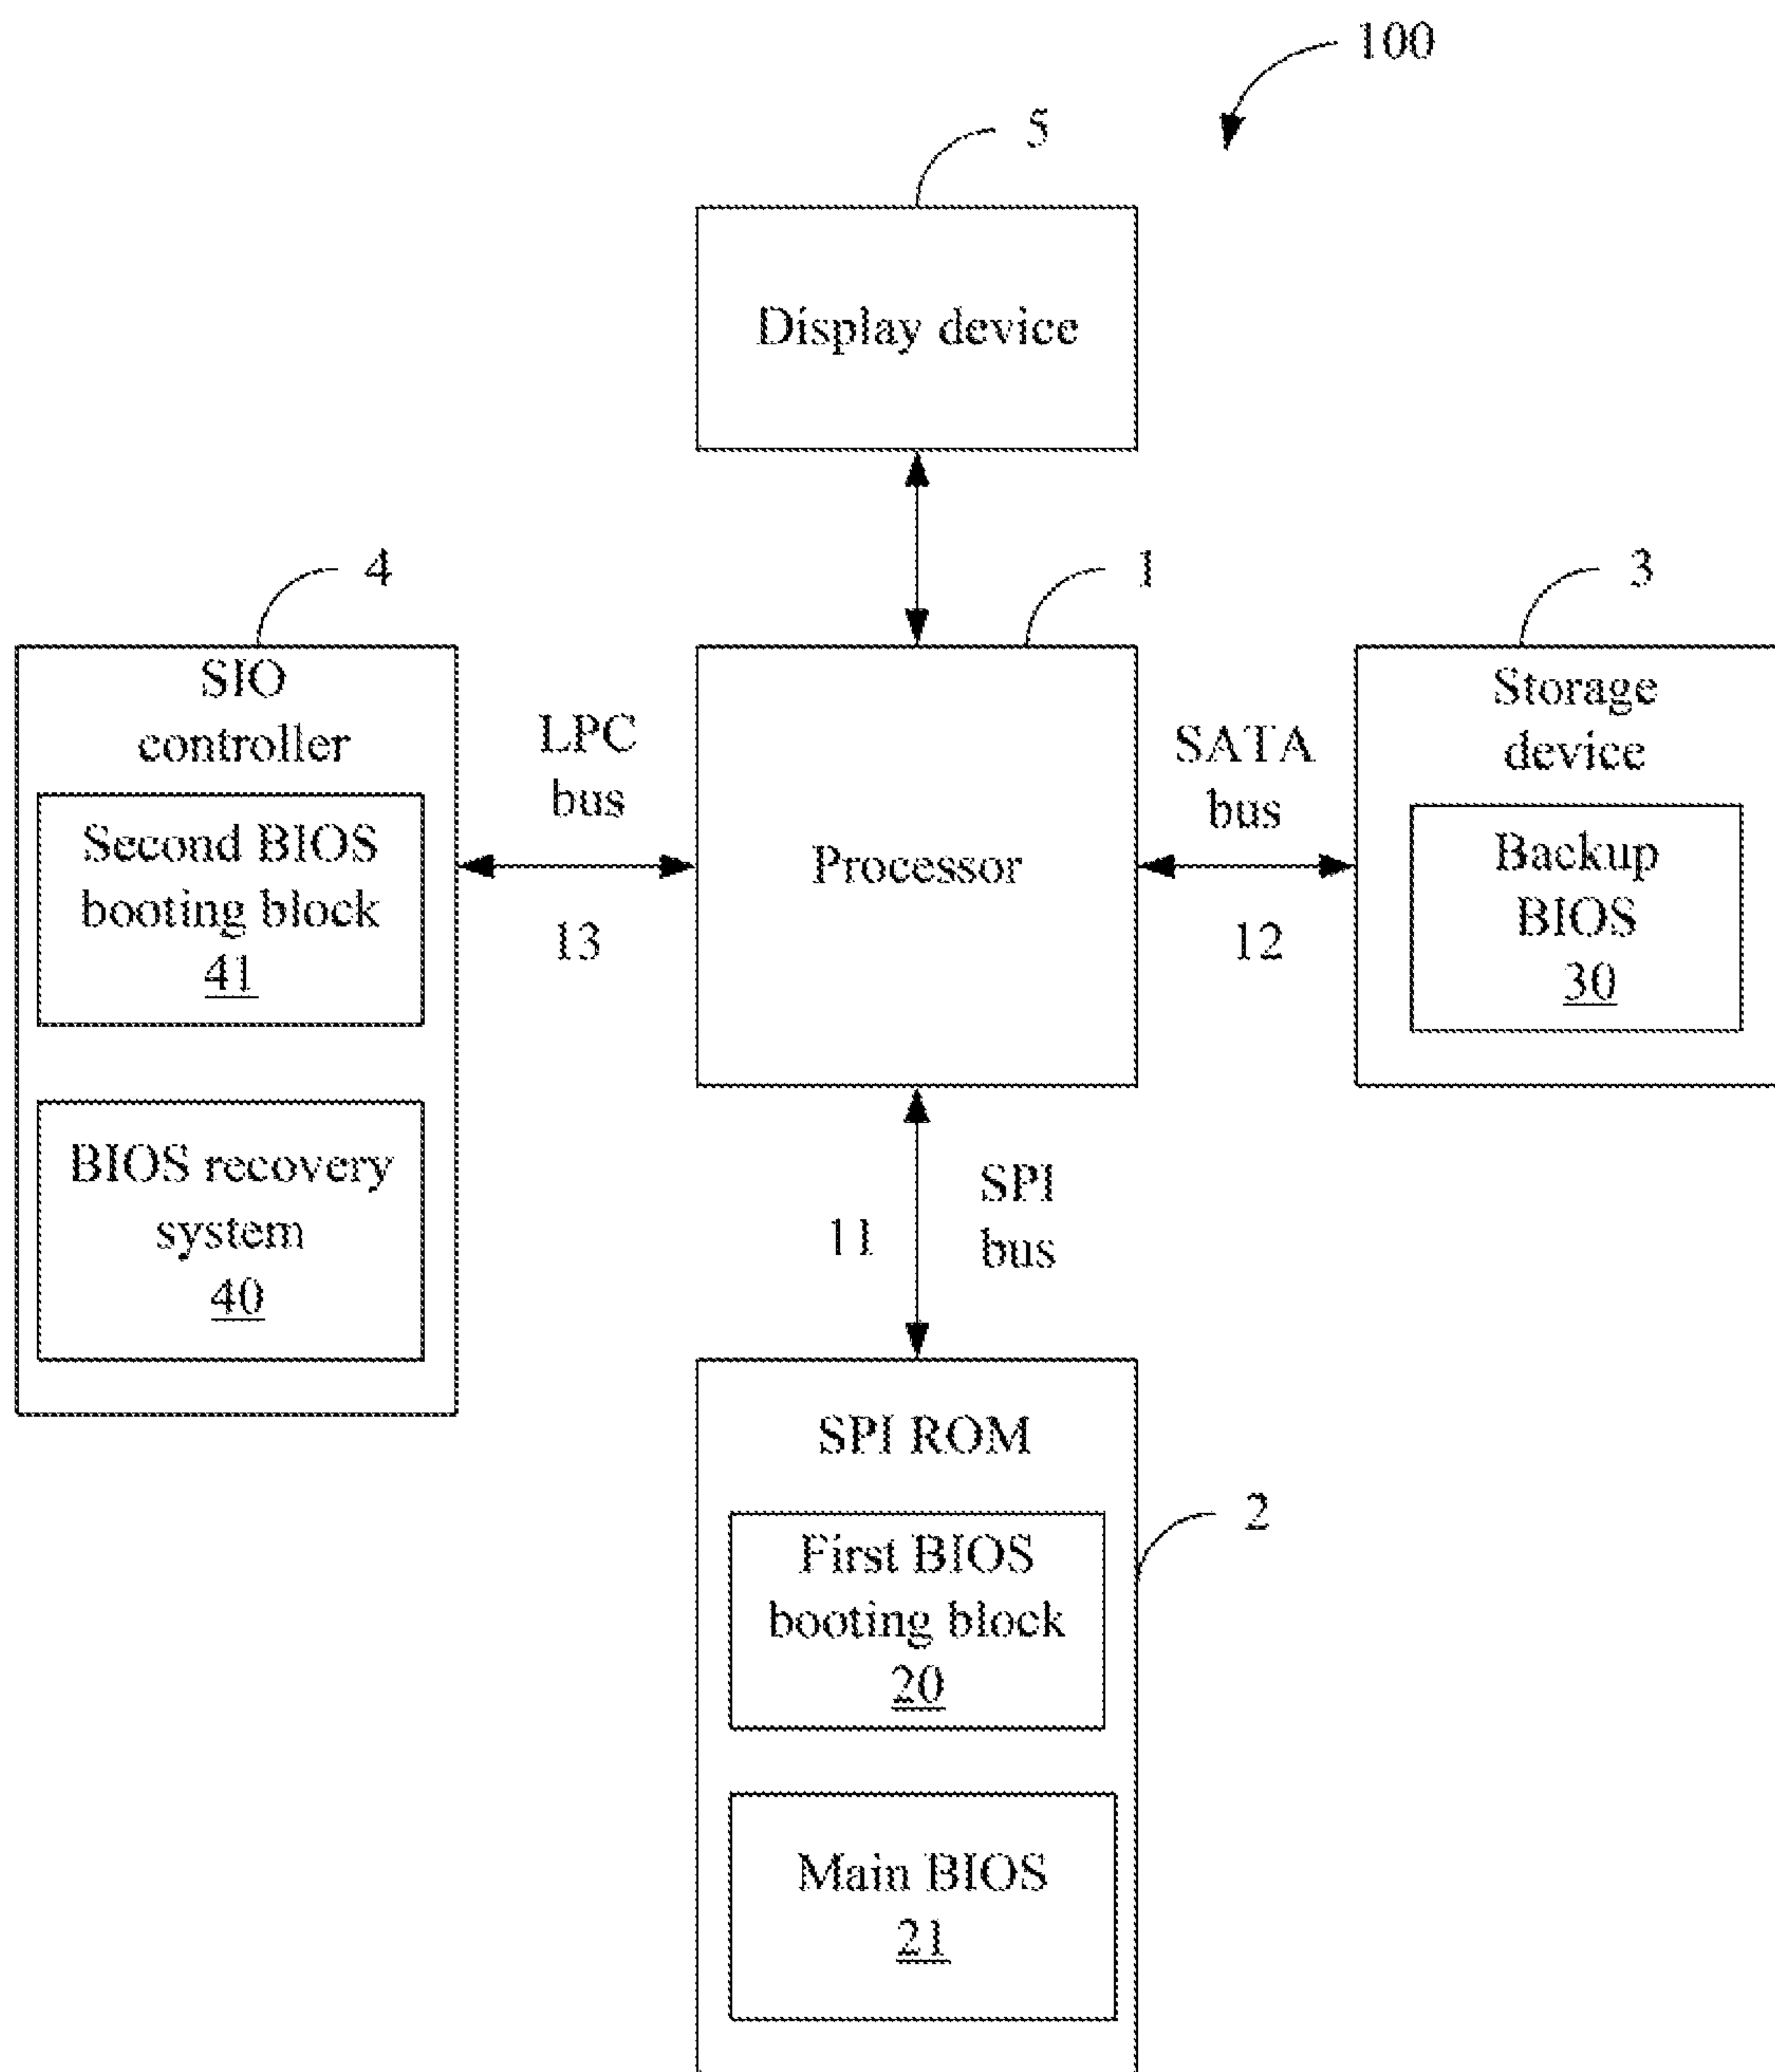 100
5
Display device
4
1
3
SIO
controller
Second BIOS
booting block
41
BIOS recovery
system
40
LPC
bus
13
Processor
SATA
bus
12
Storage
device
Backup
BIOS
30
11
SPI
bus
SPI ROM
2
First BIOS
booting block
20
Main BIOS
21